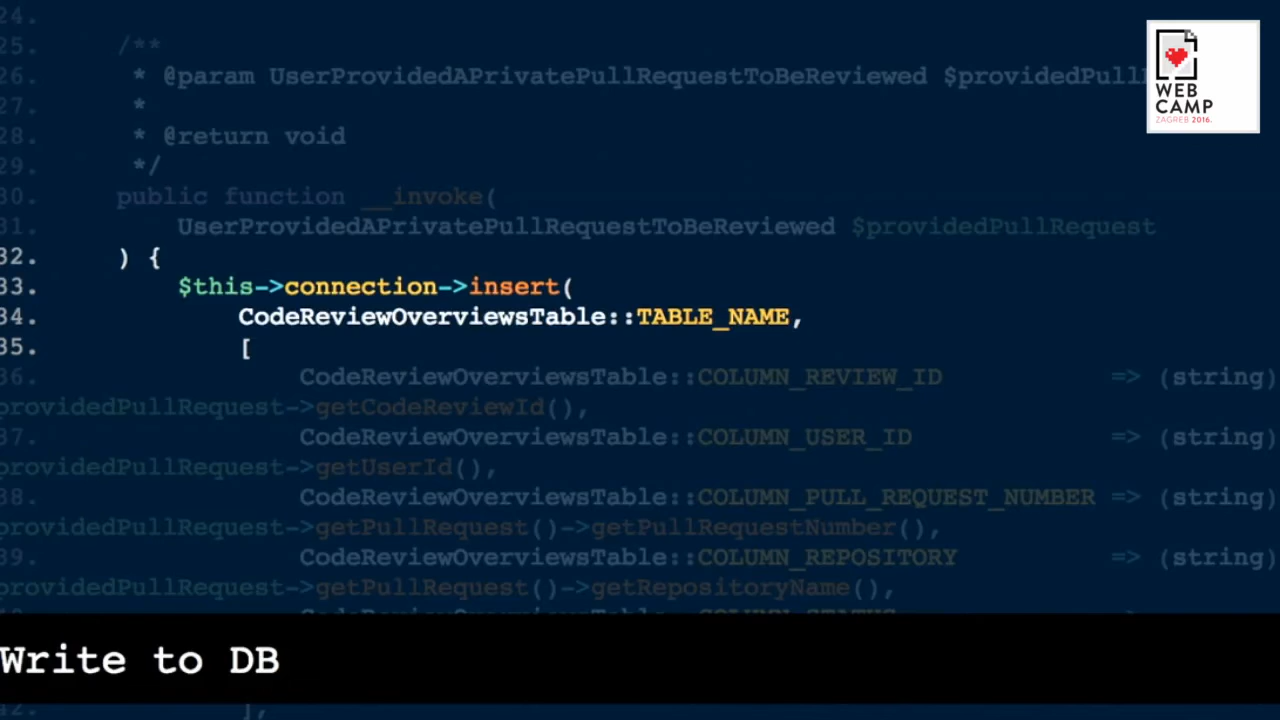 24.
25. /**
26. * @param UserProvidedAPrivatePullRequestToBeReviewed $providedPull
27. *
28. * @return void
29. */
30. public function __invoke(
31. UserProvidedAPrivatePullRequestToBeReviewed $providedPullRequest
32. ) {
33. $this->connection->insert(
34. CodeReviewOverviewsTable::TABLE_NAME,
35. [
36. CodeReviewOverviewsTable::COLUMN_REVIEW_ID => (string)
providedPullRequest->getCodeReviewId(),
37. CodeReviewOverviewsTable::COLUMN_USER_ID => (string)
providedPullRequest->getUserId(),
38. CodeReviewOverviewsTable::COLUMN_PULL_REQUEST_NUMBER => (string)
providedPullRequest->getPullRequest()->getPullRequestNumber(),
39. CodeReviewOverviewsTable::COLUMN_REPOSITORY => (string)
providedPullRequest->getPullRequest()->getRepositoryName(),
Write to DB
42. ],
WEB
CAMP
ZAGREB 2016.